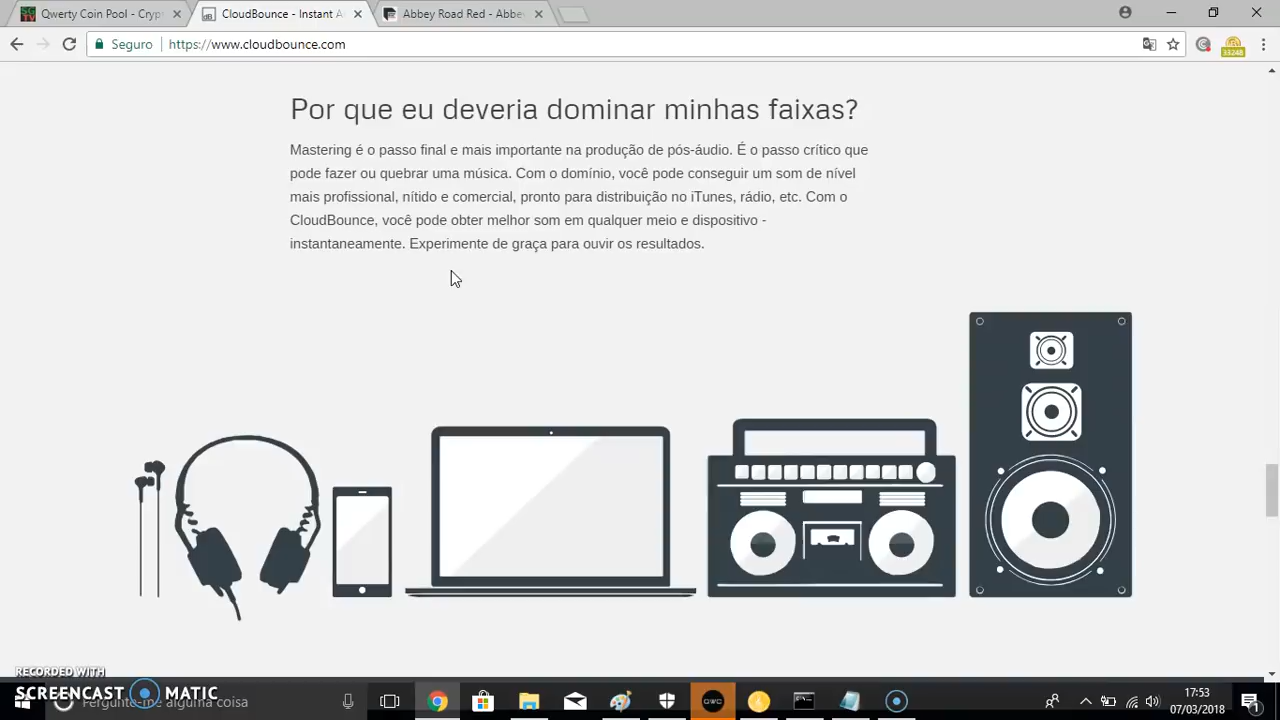 Qwerty Coin Pool - Cryp
CloudBounce - Instant A
Abbey Road Red - Abbe
Seguro
https://www.cloudbounce.com
33248
Por que eu deveria dominar minhas faixas?
Mastering é o passo final e mais importante na produção de pós-áudio. É o passo crítico que
pode fazer ou quebrar uma música. Com o domínio, você pode conseguir um som de nível
mais profissional, nítido e comercial, pronto para distribuição no iTunes, rádio, etc. Com o
CloudBounce, você pode obter melhor som em qualquer meio e dispositivo -
instantaneamente. Experimente de graça para ouvir os resultados.
RECORDED WITH
SCREENCAST MATIC
Pergunte-me alguma coisa
QWC
17:53
07/03/2018
1